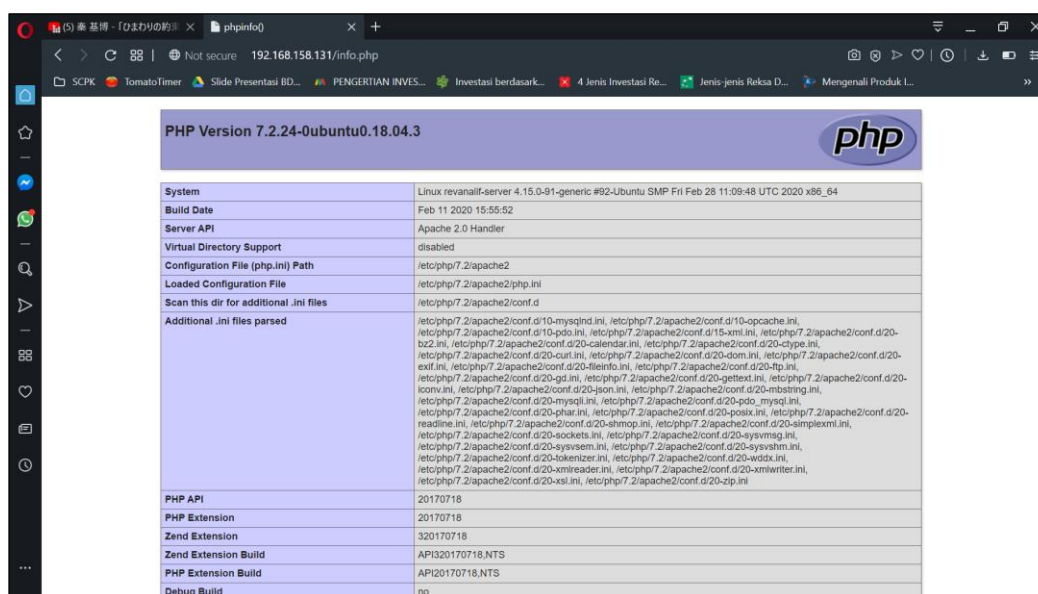 (5) 秦 基博 - 「ひまわりの約束
phpinfo()
Not secure 192.168.158.131/info.php
SCPK TomatoTimer Slide Presentasi BD... PENGERTIAN INVES... Investasi berdasark... 4 Jenis Investasi Re... Jenis-jenis Reksa D... Mengenali Produk I...
PHP Version 7.2.24-0ubuntu0.18.04.3
php
System Linux revanalif-server 4.15.0-91-generic #92-Ubuntu SMP Fri Feb 28 11:09:48 UTC 2020 x86_64
Build Date Feb 11 2020 15:55:52
Server API Apache 2.0 Handler
Virtual Directory Support disabled
Configuration File (php.ini) Path /etc/php/7.2/apache2
Loaded Configuration File /etc/php/7.2/apache2/php.ini
Scan this dir for additional .ini files /etc/php/7.2/apache2/conf.d
Additional .ini files parsed /etc/php/7.2/apache2/conf.d/10-mysqlnd.ini, /etc/php/7.2/apache2/conf.d/10-opcache.ini,
/etc/php/7.2/apache2/conf.d/10-pdo.ini, /etc/php/7.2/apache2/conf.d/15-xml.ini, /etc/php/7.2/apache2/conf.d/20-
bz2.ini, /etc/php/7.2/apache2/conf.d/20-calendar.ini, /etc/php/7.2/apache2/conf.d/20-ctype.ini,
/etc/php/7.2/apache2/conf.d/20-curl.ini, /etc/php/7.2/apache2/conf.d/20-dom.ini, /etc/php/7.2/apache2/conf.d/20-
exif.ini, /etc/php/7.2/apache2/conf.d/20-fileinfo.ini, /etc/php/7.2/apache2/conf.d/20-ftp.ini,
/etc/php/7.2/apache2/conf.d/20-gd.ini, /etc/php/7.2/apache2/conf.d/20-gettext.ini, /etc/php/7.2/apache2/conf.d/20-
iconv.ini, /etc/php/7.2/apache2/conf.d/20-json.ini, /etc/php/7.2/apache2/conf.d/20-mbstring.ini,
/etc/php/7.2/apache2/conf.d/20-mysqli.ini, /etc/php/7.2/apache2/conf.d/20-pdo_mysql.ini,
/etc/php/7.2/apache2/conf.d/20-phar.ini, /etc/php/7.2/apache2/conf.d/20-posix.ini, /etc/php/7.2/apache2/conf.d/20-
readline.ini, /etc/php/7.2/apache2/conf.d/20-shmop.ini, /etc/php/7.2/apache2/conf.d/20-simplexml.ini,
/etc/php/7.2/apache2/conf.d/20-sockets.ini, /etc/php/7.2/apache2/conf.d/20-sysvmsg.ini,
/etc/php/7.2/apache2/conf.d/20-sysvsem.ini, /etc/php/7.2/apache2/conf.d/20-sysvshm.ini,
/etc/php/7.2/apache2/conf.d/20-tokenizer.ini, /etc/php/7.2/apache2/conf.d/20-wddx.ini,
/etc/php/7.2/apache2/conf.d/20-xmlreader.ini, /etc/php/7.2/apache2/conf.d/20-xmlwriter.ini,
/etc/php/7.2/apache2/conf.d/20-xsl.ini, /etc/php/7.2/apache2/conf.d/20-zip.ini
PHP API 20170718
PHP Extension 20170718
Zend Extension 320170718
Zend Extension Build API320170718,NTS
PHP Extension Build API20170718,NTS
Debug Build no